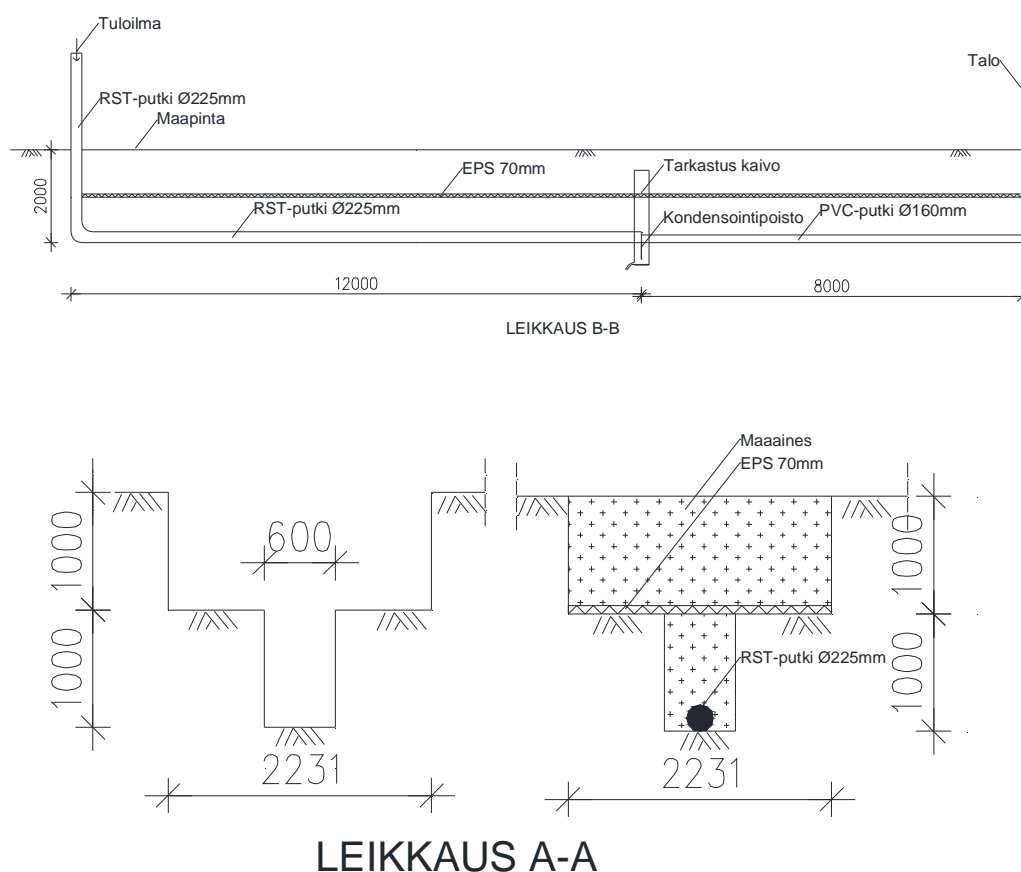 Tuloilma
Talo
RST-putki Ø225mm
Maapinta
EPS 70mm
Tarkastus kaivo
2000
RST-putki Ø225mm
Kondensointipoisto
PVC-putki Ø160mm
12000
8000
LEIKKAUS B-B
Maaaines
EPS 70mm
1000
600
1000
1000
RST-putki Ø225mm
1000
2231
2231
LEIKKAUS A-A